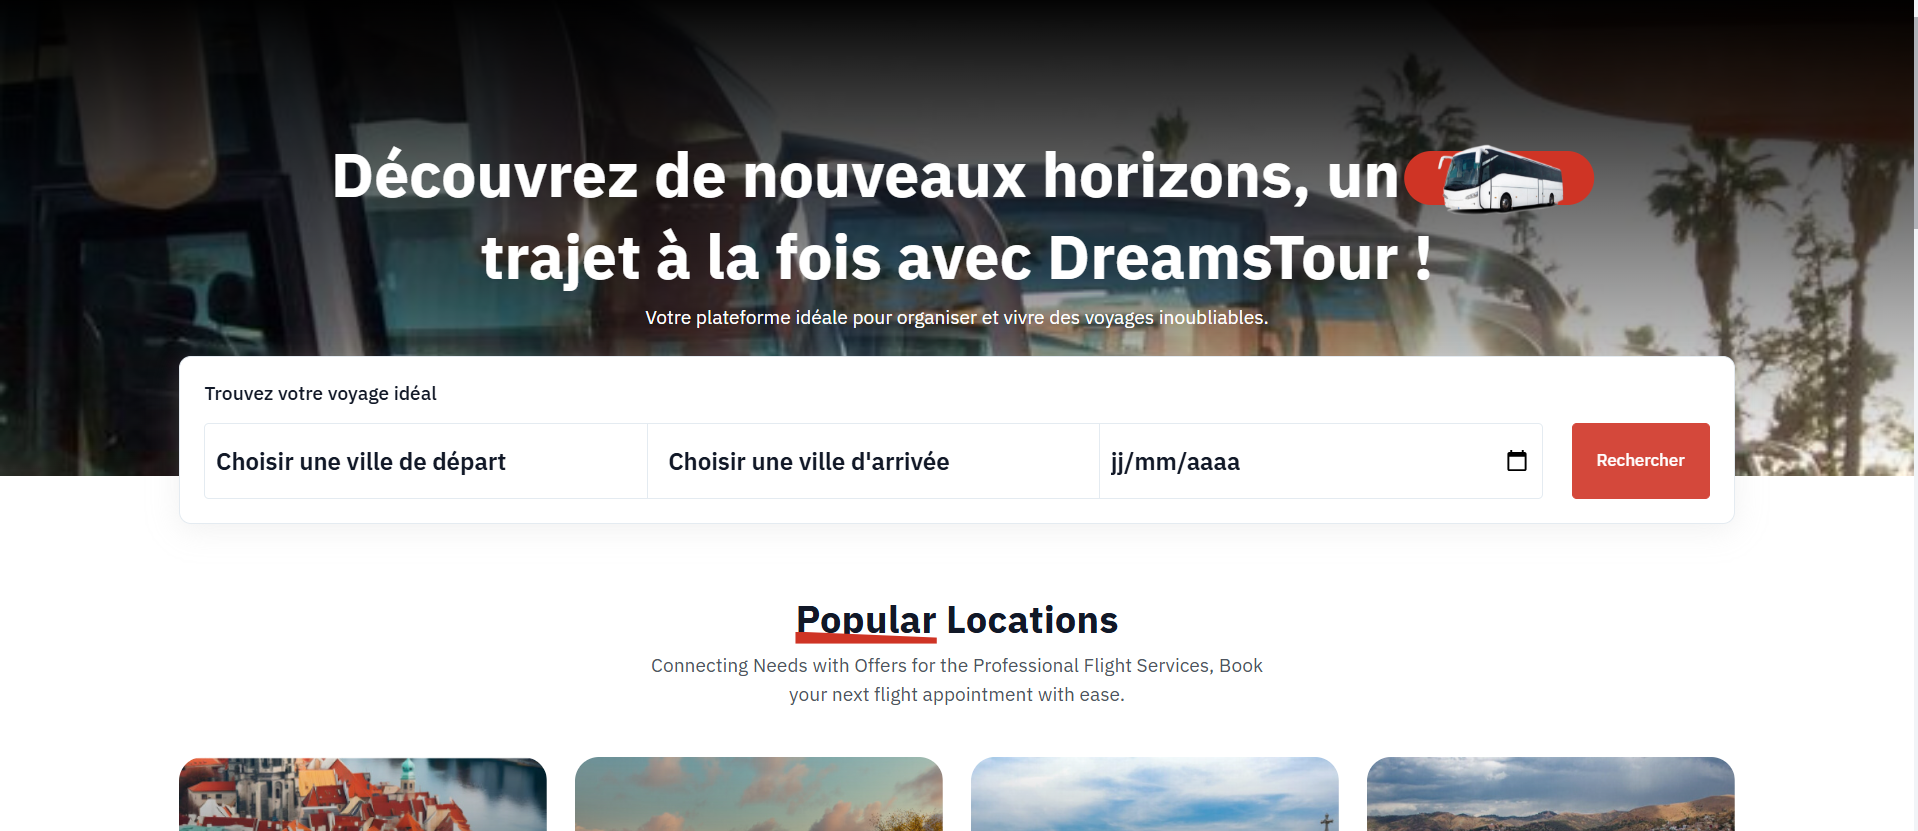 Découvrez de nouveaux horizons, un
trajet à la fois avec DreamsTour !
Votre plateforme idéale pour organiser et vivre des voyages inoubliables.
Trouvez votre voyage idéal
Choisir une ville de départ
Choisir une ville d'arrivée
jj/mm/aaaa
Rechercher
Popular Locations
Connecting Needs with Offers for the Professional Flight Services, Book
your next flight appointment with ease.